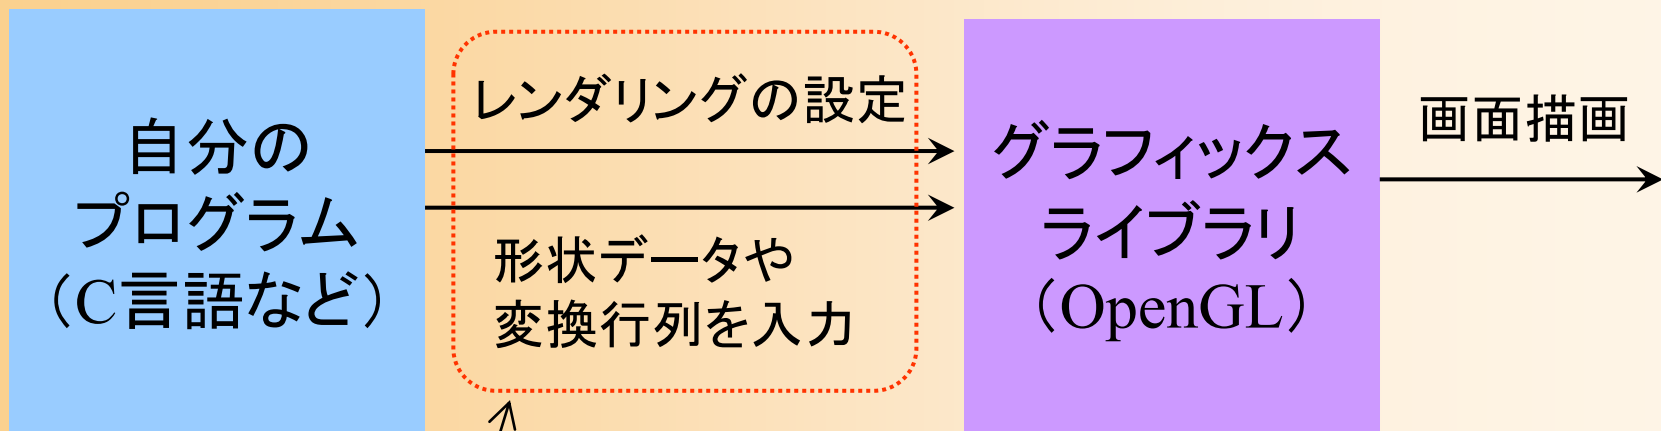 自分の
プログラム
（C言語など）
レンダリングの設定
形状データや
変換行列を入力
グラフィックス
ライブラリ
（OpenGL）
画面描画